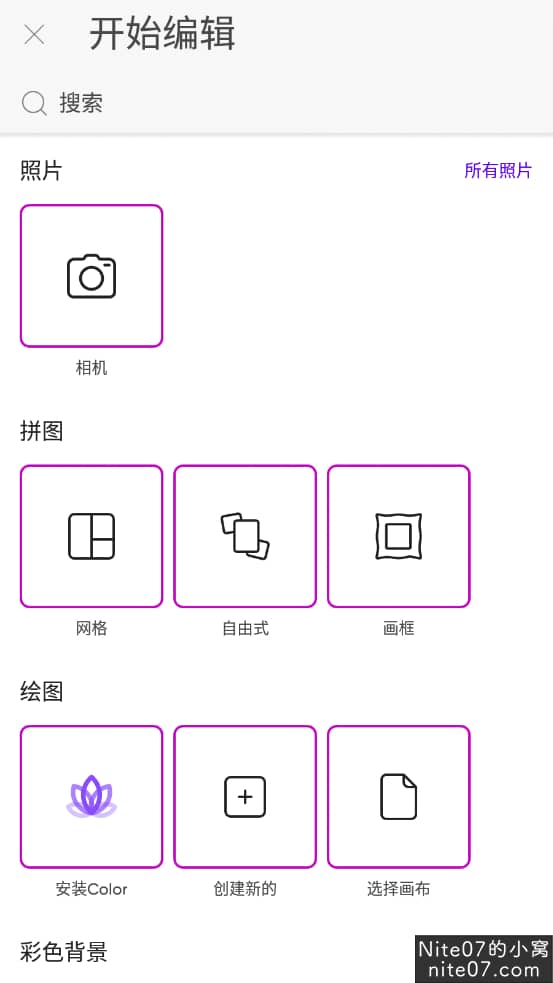 开始编辑
搜索
照片
所有照片
相机
拼图
网格
自由式
画框
绘图
安装Color
创建新的
选择画布
彩色背景
Nite07的小窝
nite07.com